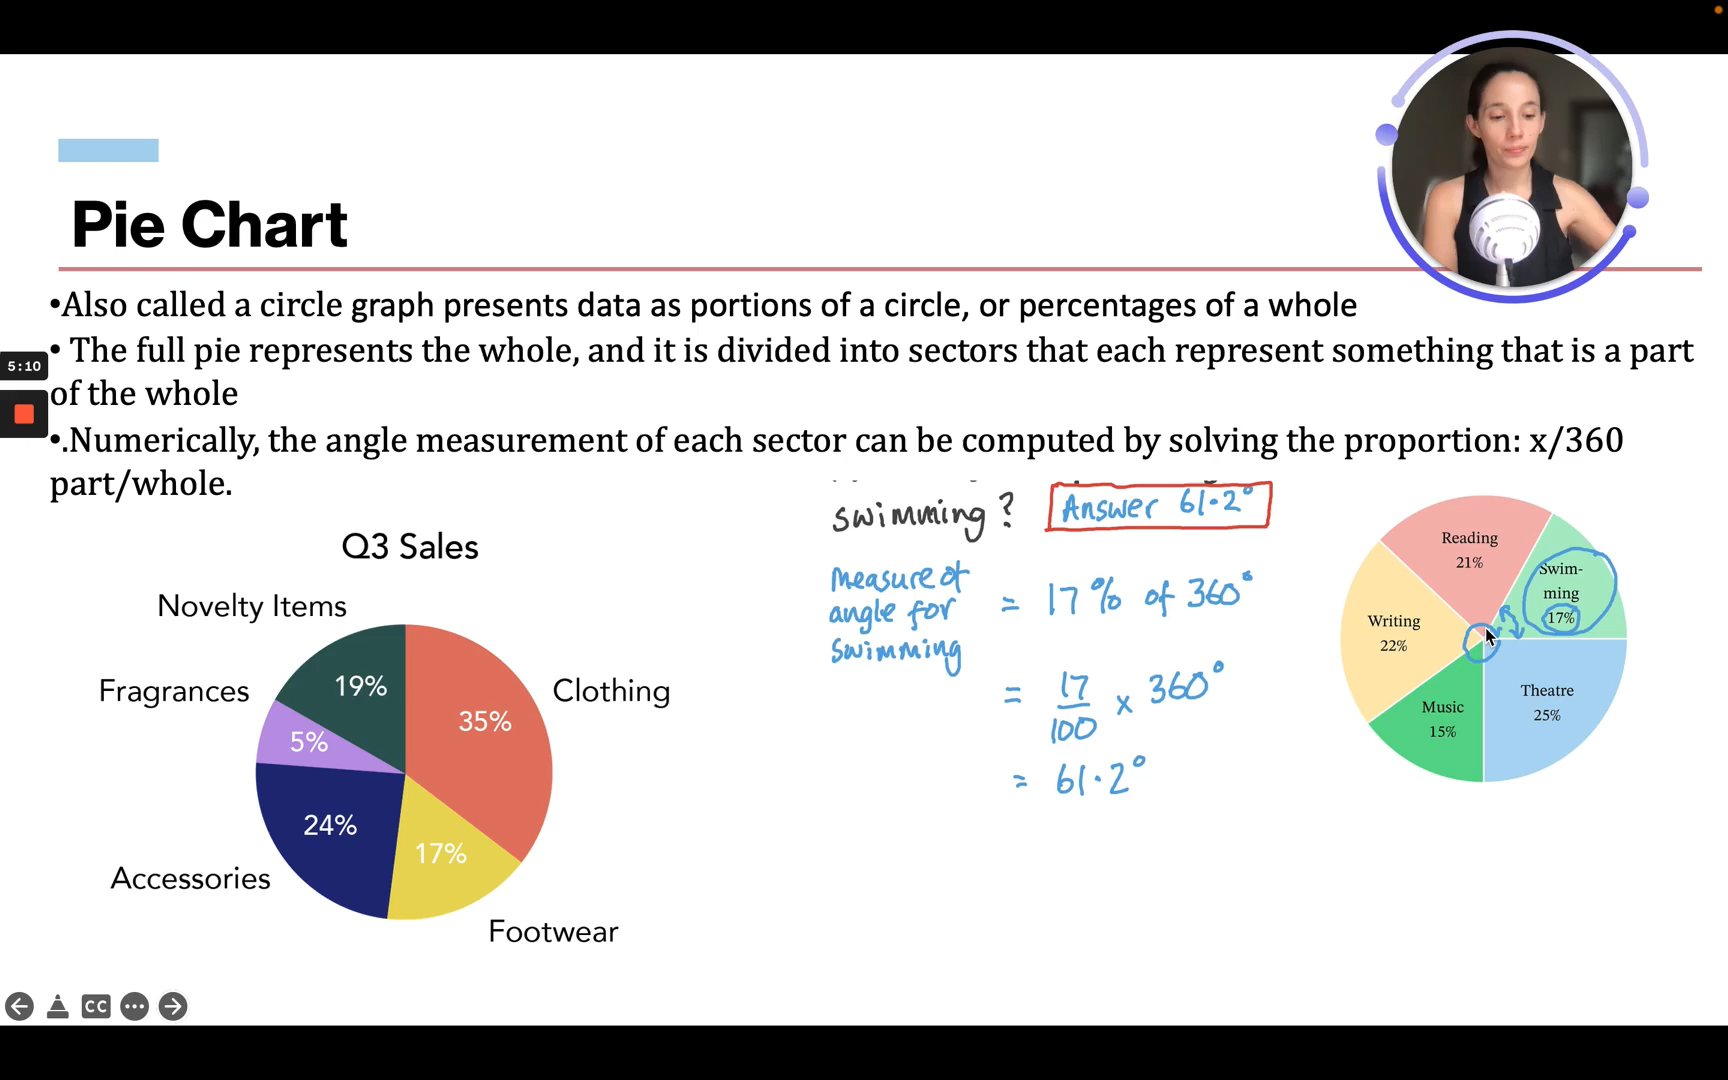 Pie Chart
•Also called a circle graph presents data as portions of a circle, or percentages of a whole
• The full pie represents the whole, and it is divided into sectors that each represent something that is a part
of the whole
•.Numerically, the angle measurement of each sector can be computed by solving the proportion: x/360
part/whole.
5:10
Q3 Sales
Novelty Items
19%
Fragrances
5%
Clothing
35%
Accessories
24%
17%
Footwear
swimming?
Answer 61.2°
Measure of
angle for
swimming
= 17% of 360°
= 17/100 x 360°
= 61.2°
Reading
21%
Swim-
ming
17%
Writing
22%
Music
15%
Theatre
25%
CC